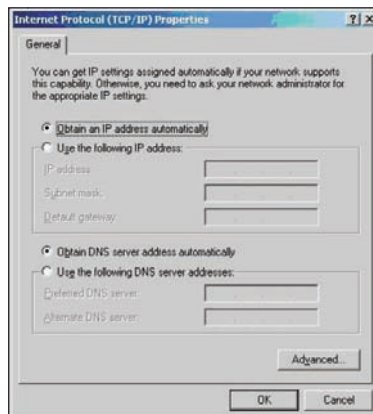 Internet Protocol (TCP/IP) Properties
General
You can get IP settings assigned automatically if your network supports
this capability. Otherwise, you need to ask your network administrator for
the appropriate IP settings.
Obtain an IP address automatically
Use the following IP address:
IP address:
Subnet mask:
Default gateway:
Obtain DNS server address automatically
Use the following DNS server addresses:
Preferred DNS server:
Alternate DNS server:
Advanced...
OK Cancel